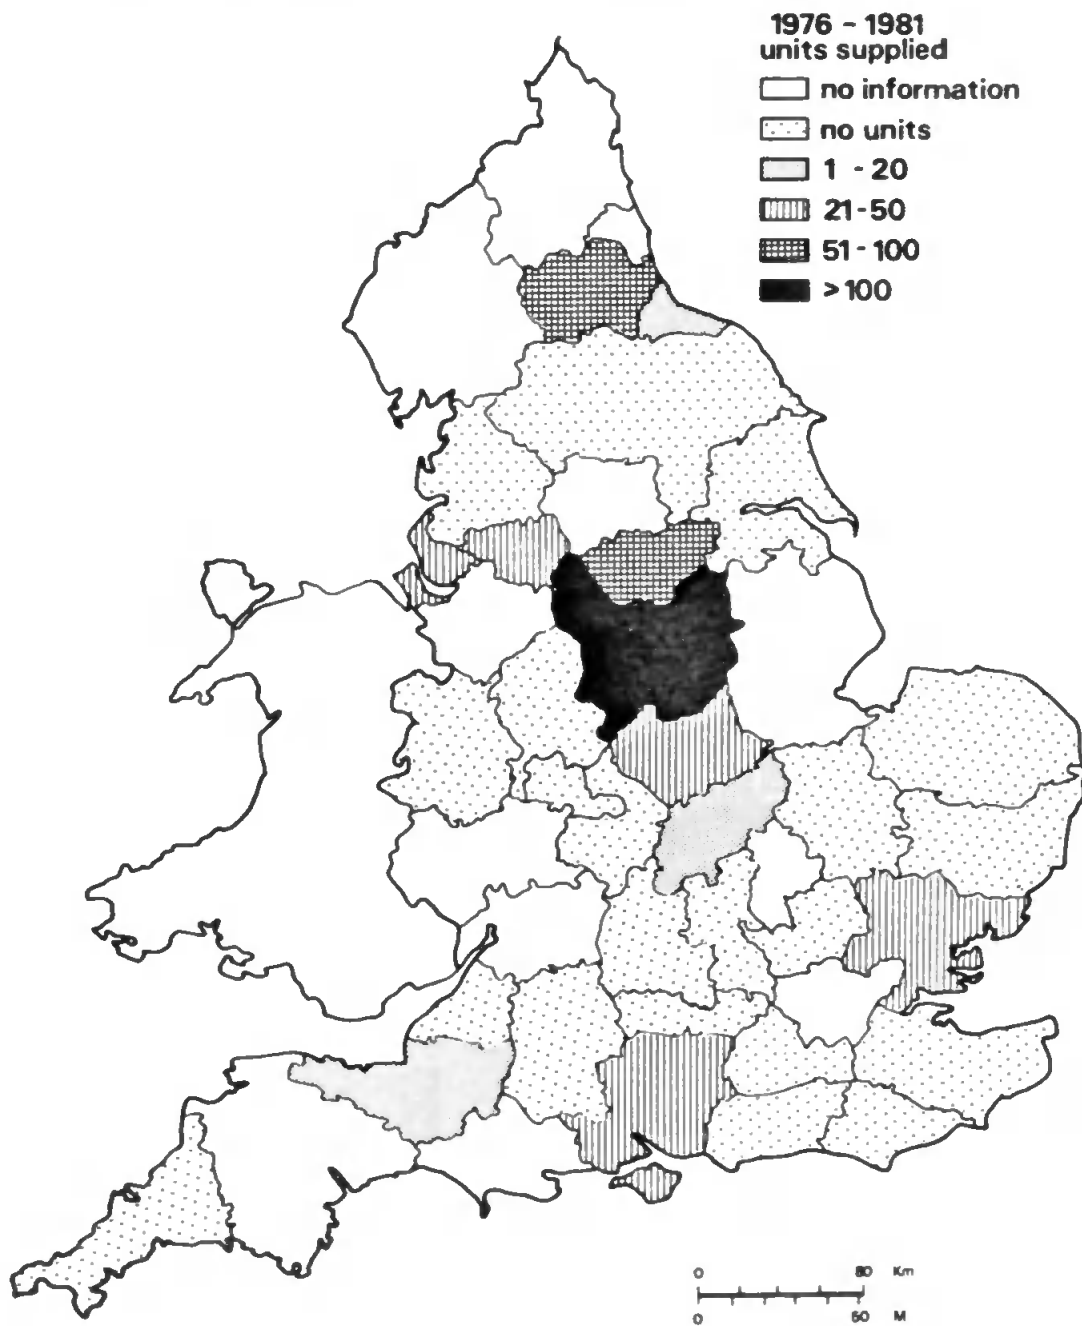 1976 - 1981
units supplied
no information
no units
1 - 20
21-50
51-100
>100
0 80 Km
0 50 M